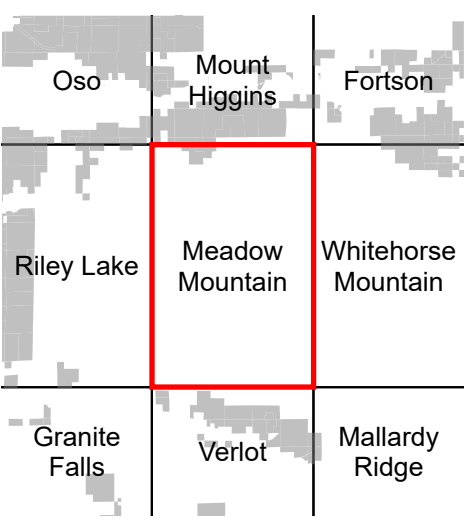 Oso
Mount
Higgins
Fortson
Riley Lake
Meadow
Mountain
Whitehorse
Mountain
Granite
Falls
Verlot
Mallardy
Ridge